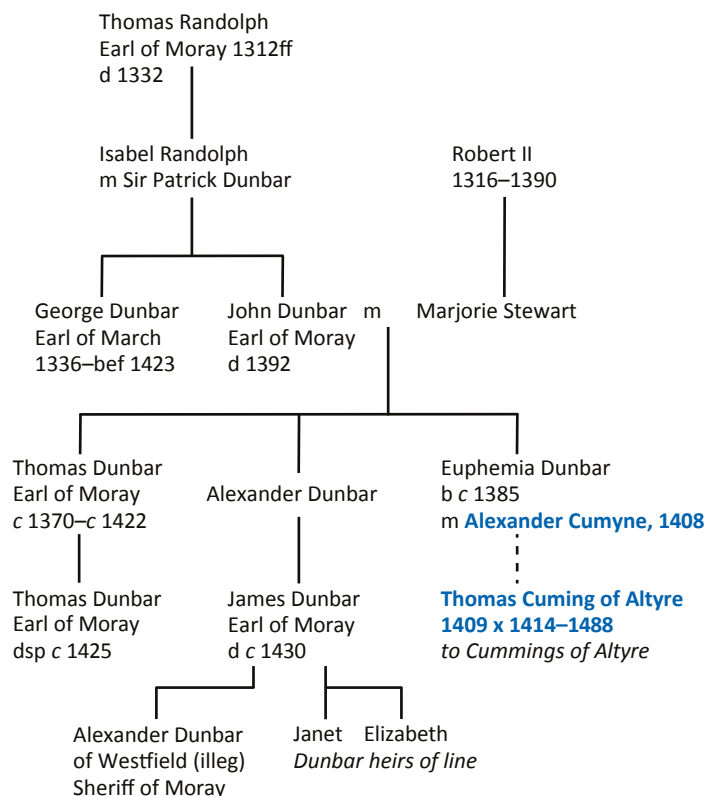 Thomas Randolph
Earl of Moray 1312ff
d 1332
Isabel Randolph
m Sir Patrick Dunbar
Robert II
1316–1390
George Dunbar
Earl of March
1336–bef 1423
John Dunbar
Earl of Moray
d 1392
m
Marjorie Stewart
Thomas Dunbar
Earl of Moray
c 1370–c 1422
Alexander Dunbar
Euphemia Dunbar
b c 1385
m Alexander Cumyne, 1408
Thomas Dunbar
Earl of Moray
dsp c 1425
James Dunbar
Earl of Moray
d c 1430
Thomas Cuming of Altyre
1409 x 1414–1488
to Cummings of Altyre
Alexander Dunbar
of Westfield (illeg)
Sheriff of Moray
Janet Elizabeth
Dunbar heirs of line